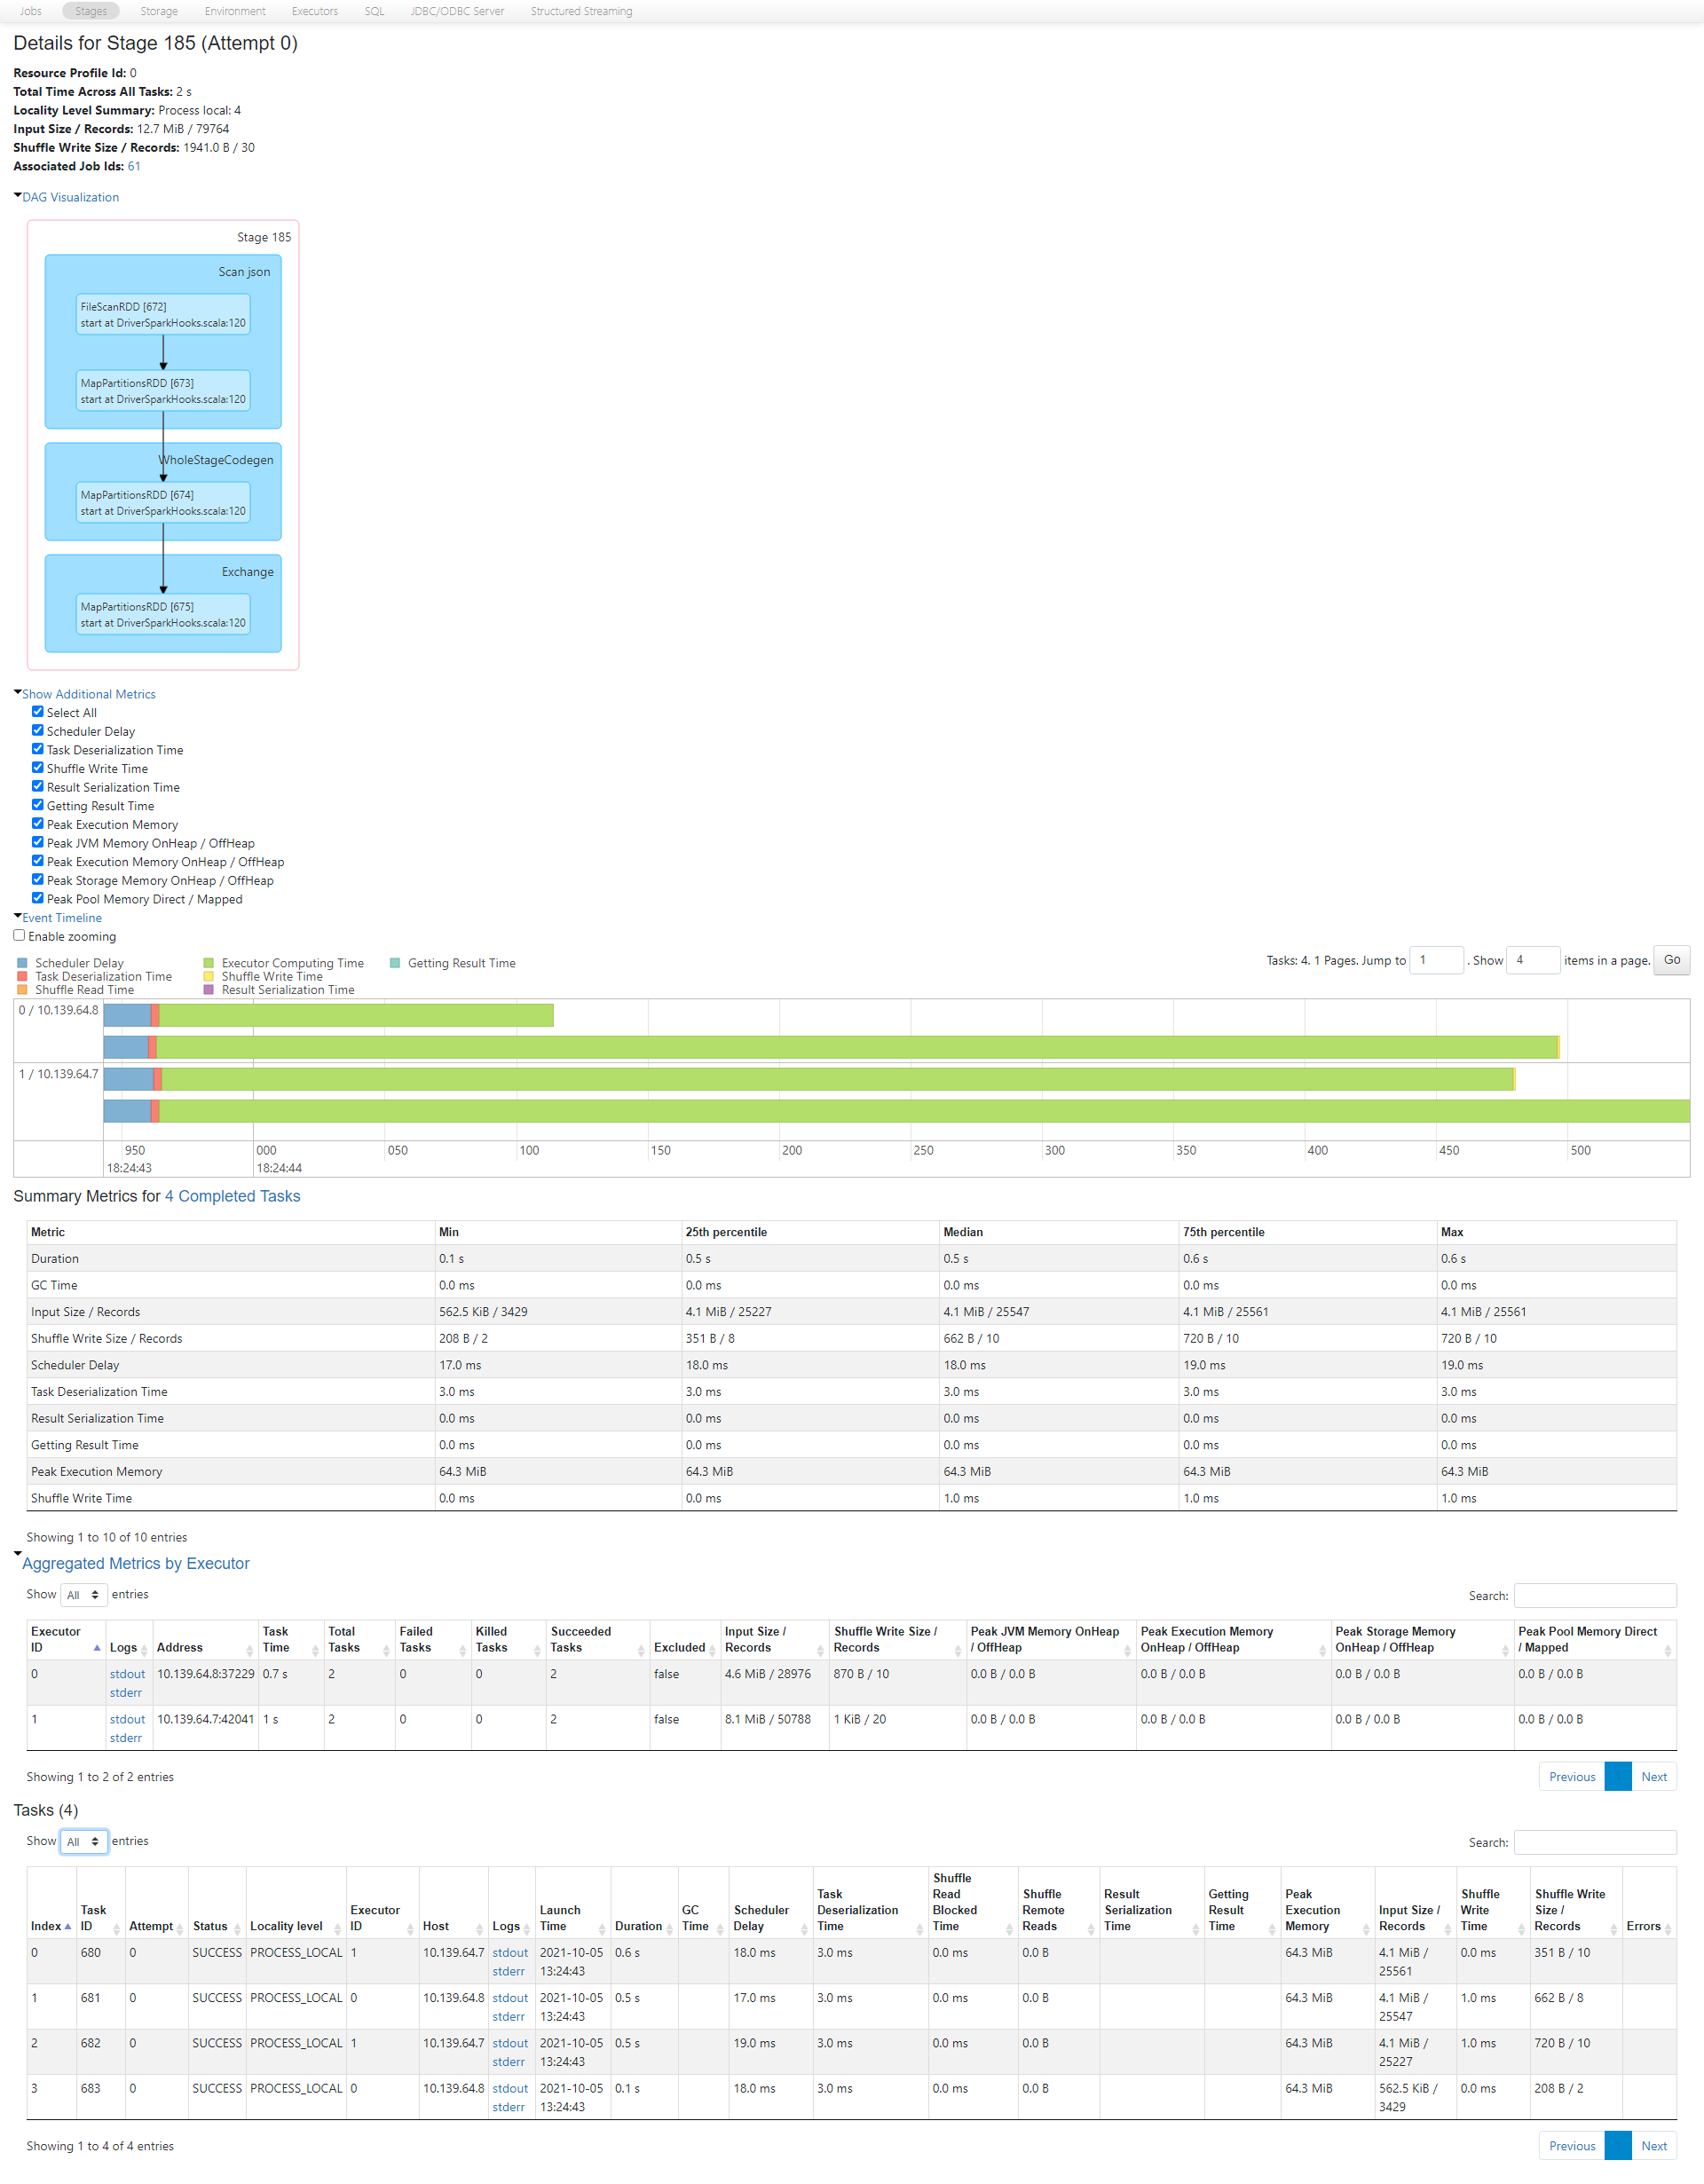 Jobs Stages Storage Environment Executors SQL JDBC/ODBC Server Structured Streaming
Details for Stage 185 (Attempt 0)
Resource Profile Id: 0
Total Time Across All Tasks: 2 s
Locality Level Summary: Process local: 4
Input Size / Records: 12.7 MiB / 79764
Shuffle Write Size / Records: 1941.0 B / 30
Associated Job Ids: 61
DAG Visualization
Stage 185
Scan json
FileScanRDD [672]
start at DriverSparkHooks.scala:120
MapPartitionsRDD [673]
start at DriverSparkHooks.scala:120
WholeStageCodegen
MapPartitionsRDD [674]
start at DriverSparkHooks.scala:120
Exchange
MapPartitionsRDD [675]
start at DriverSparkHooks.scala:120
Show Additional Metrics
Select All
Scheduler Delay
Task Deserialization Time
Shuffle Write Time
Result Serialization Time
Getting Result Time
Peak Execution Memory
Peak JVM Memory OnHeap / OffHeap
Peak Execution Memory OnHeap / OffHeap
Peak Storage Memory OnHeap / OffHeap
Peak Pool Memory Direct / Mapped
Event Timeline
Enable zooming
Scheduler Delay Executor Computing Time Getting Result Time
Task Deserialization Time Shuffle Write Time
Shuffle Read Time Result Serialization Time
Tasks: 4. 1 Pages. Jump to 1 . Show 4 items in a page. Go
0 / 10.139.64.8
1 / 10.139.64.7
950 000 050 100 150 200 250 300 350 400 450 500
18:24:43 18:24:44
Summary Metrics for 4 Completed Tasks
Metric Min 25th percentile Median 75th percentile Max
Duration 0.1 s 0.5 s 0.5 s 0.6 s 0.6 s
GC Time 0.0 ms 0.0 ms 0.0 ms 0.0 ms 0.0 ms
Input Size / Records 562.5 KiB / 3429 4.1 MiB / 25227 4.1 MiB / 25547 4.1 MiB / 25561 4.1 MiB / 25561
Shuffle Write Size / Records 208 B / 2 351 B / 8 662 B / 10 720 B / 10 720 B / 10
Scheduler Delay 17.0 ms 18.0 ms 18.0 ms 19.0 ms 19.0 ms
Task Deserialization Time 3.0 ms 3.0 ms 3.0 ms 3.0 ms 3.0 ms
Result Serialization Time 0.0 ms 0.0 ms 0.0 ms 0.0 ms 0.0 ms
Getting Result Time 0.0 ms 0.0 ms 0.0 ms 0.0 ms 0.0 ms
Peak Execution Memory 64.3 MiB 64.3 MiB 64.3 MiB 64.3 MiB 64.3 MiB
Shuffle Write Time 0.0 ms 0.0 ms 1.0 ms 1.0 ms 1.0 ms
Showing 1 to 10 of 10 entries
Aggregated Metrics by Executor
Show All entries Search:
Executor ID Logs Address Task Time Total Tasks Failed Tasks Killed Tasks Succeeded Tasks Excluded Input Size / Records Shuffle Write Size / Records Peak JVM Memory OnHeap / OffHeap Peak Execution Memory OnHeap / OffHeap Peak Storage Memory OnHeap / OffHeap Peak Pool Memory Direct / Mapped
0 stdout 10.139.64.8:37229 0.7 s 2 0 0 2 false 4.6 MiB / 28976 870 B / 10 0.0 B / 0.0 B 0.0 B / 0.0 B 0.0 B / 0.0 B 0.0 B / 0.0 B
stderr
1 stdout 10.139.64.7:42041 1 s 2 0 0 2 false 8.1 MiB / 50788 1 KiB / 20 0.0 B / 0.0 B 0.0 B / 0.0 B 0.0 B / 0.0 B 0.0 B / 0.0 B
stderr
Showing 1 to 2 of 2 entries Previous Next
Tasks (4)
Show All entries Search:
Index Task ID Attempt Status Locality level Executor ID Host Logs Launch Time Duration GC Time Scheduler Delay Task Deserialization Time Shuffle Read Blocked Time Shuffle Remote Reads Result Serialization Time Getting Result Time Peak Execution Memory Input Size / Records Shuffle Write Time Shuffle Write Size / Records Errors
0 680 0 SUCCESS PROCESS_LOCAL 1 10.139.64.7 stdout 2021-10-05 0.6 s 18.0 ms 3.0 ms 0.0 ms 0.0 B 64.3 MiB 4.1 MiB / 0.0 ms 351 B / 10
stderr 13:24:43 25561
1 681 0 SUCCESS PROCESS_LOCAL 0 10.139.64.8 stdout 2021-10-05 0.5 s 17.0 ms 3.0 ms 0.0 ms 0.0 B 64.3 MiB 4.1 MiB / 1.0 ms 662 B / 8
stderr 13:24:43 25547
2 682 0 SUCCESS PROCESS_LOCAL 1 10.139.64.7 stdout 2021-10-05 0.5 s 19.0 ms 3.0 ms 0.0 ms 0.0 B 64.3 MiB 4.1 MiB / 1.0 ms 720 B / 10
stderr 13:24:43 25227
3 683 0 SUCCESS PROCESS_LOCAL 0 10.139.64.8 stdout 2021-10-05 0.1 s 18.0 ms 3.0 ms 0.0 ms 0.0 B 64.3 MiB 562.5 KiB / 0.0 ms 208 B / 2
stderr 13:24:43 3429
Showing 1 to 4 of 4 entries Previous Next